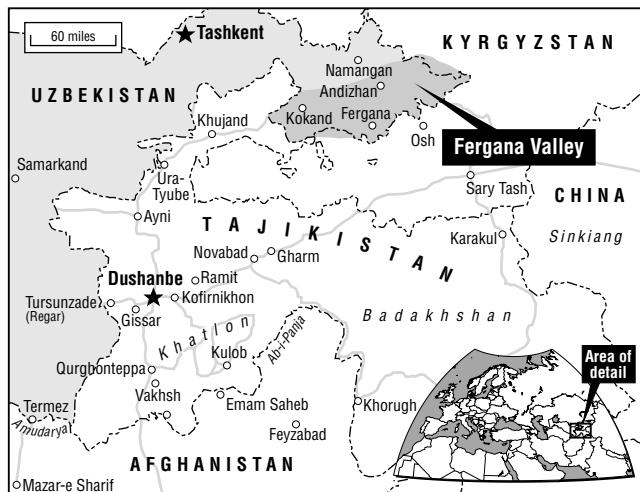 60 miles
Tashkent
KYRGYZSTAN
Namangan
Andizhan
UZBEKISTAN
Kokand
Fergana
Khujand
Osh
Fergana Valley
Samarkand
Ura-
Tyube
Sary Tash
CHINA
Ayni
TAJIKISTAN
Karakul
Sinkiang
Novabad
Gharm
Dushanbe
Ramit
Kofirnikhon
Tursunzade
(Regar)
Gissar
Khatlon
Badakhshan
Ab-i-Panja
Kulob
Qurghonteppa
Area of
detail
Vakhsh
Termez
Emam Saheb
Khorugh
Amudarya
Feyzabad
AFGHANISTAN
Mazar-e Sharif